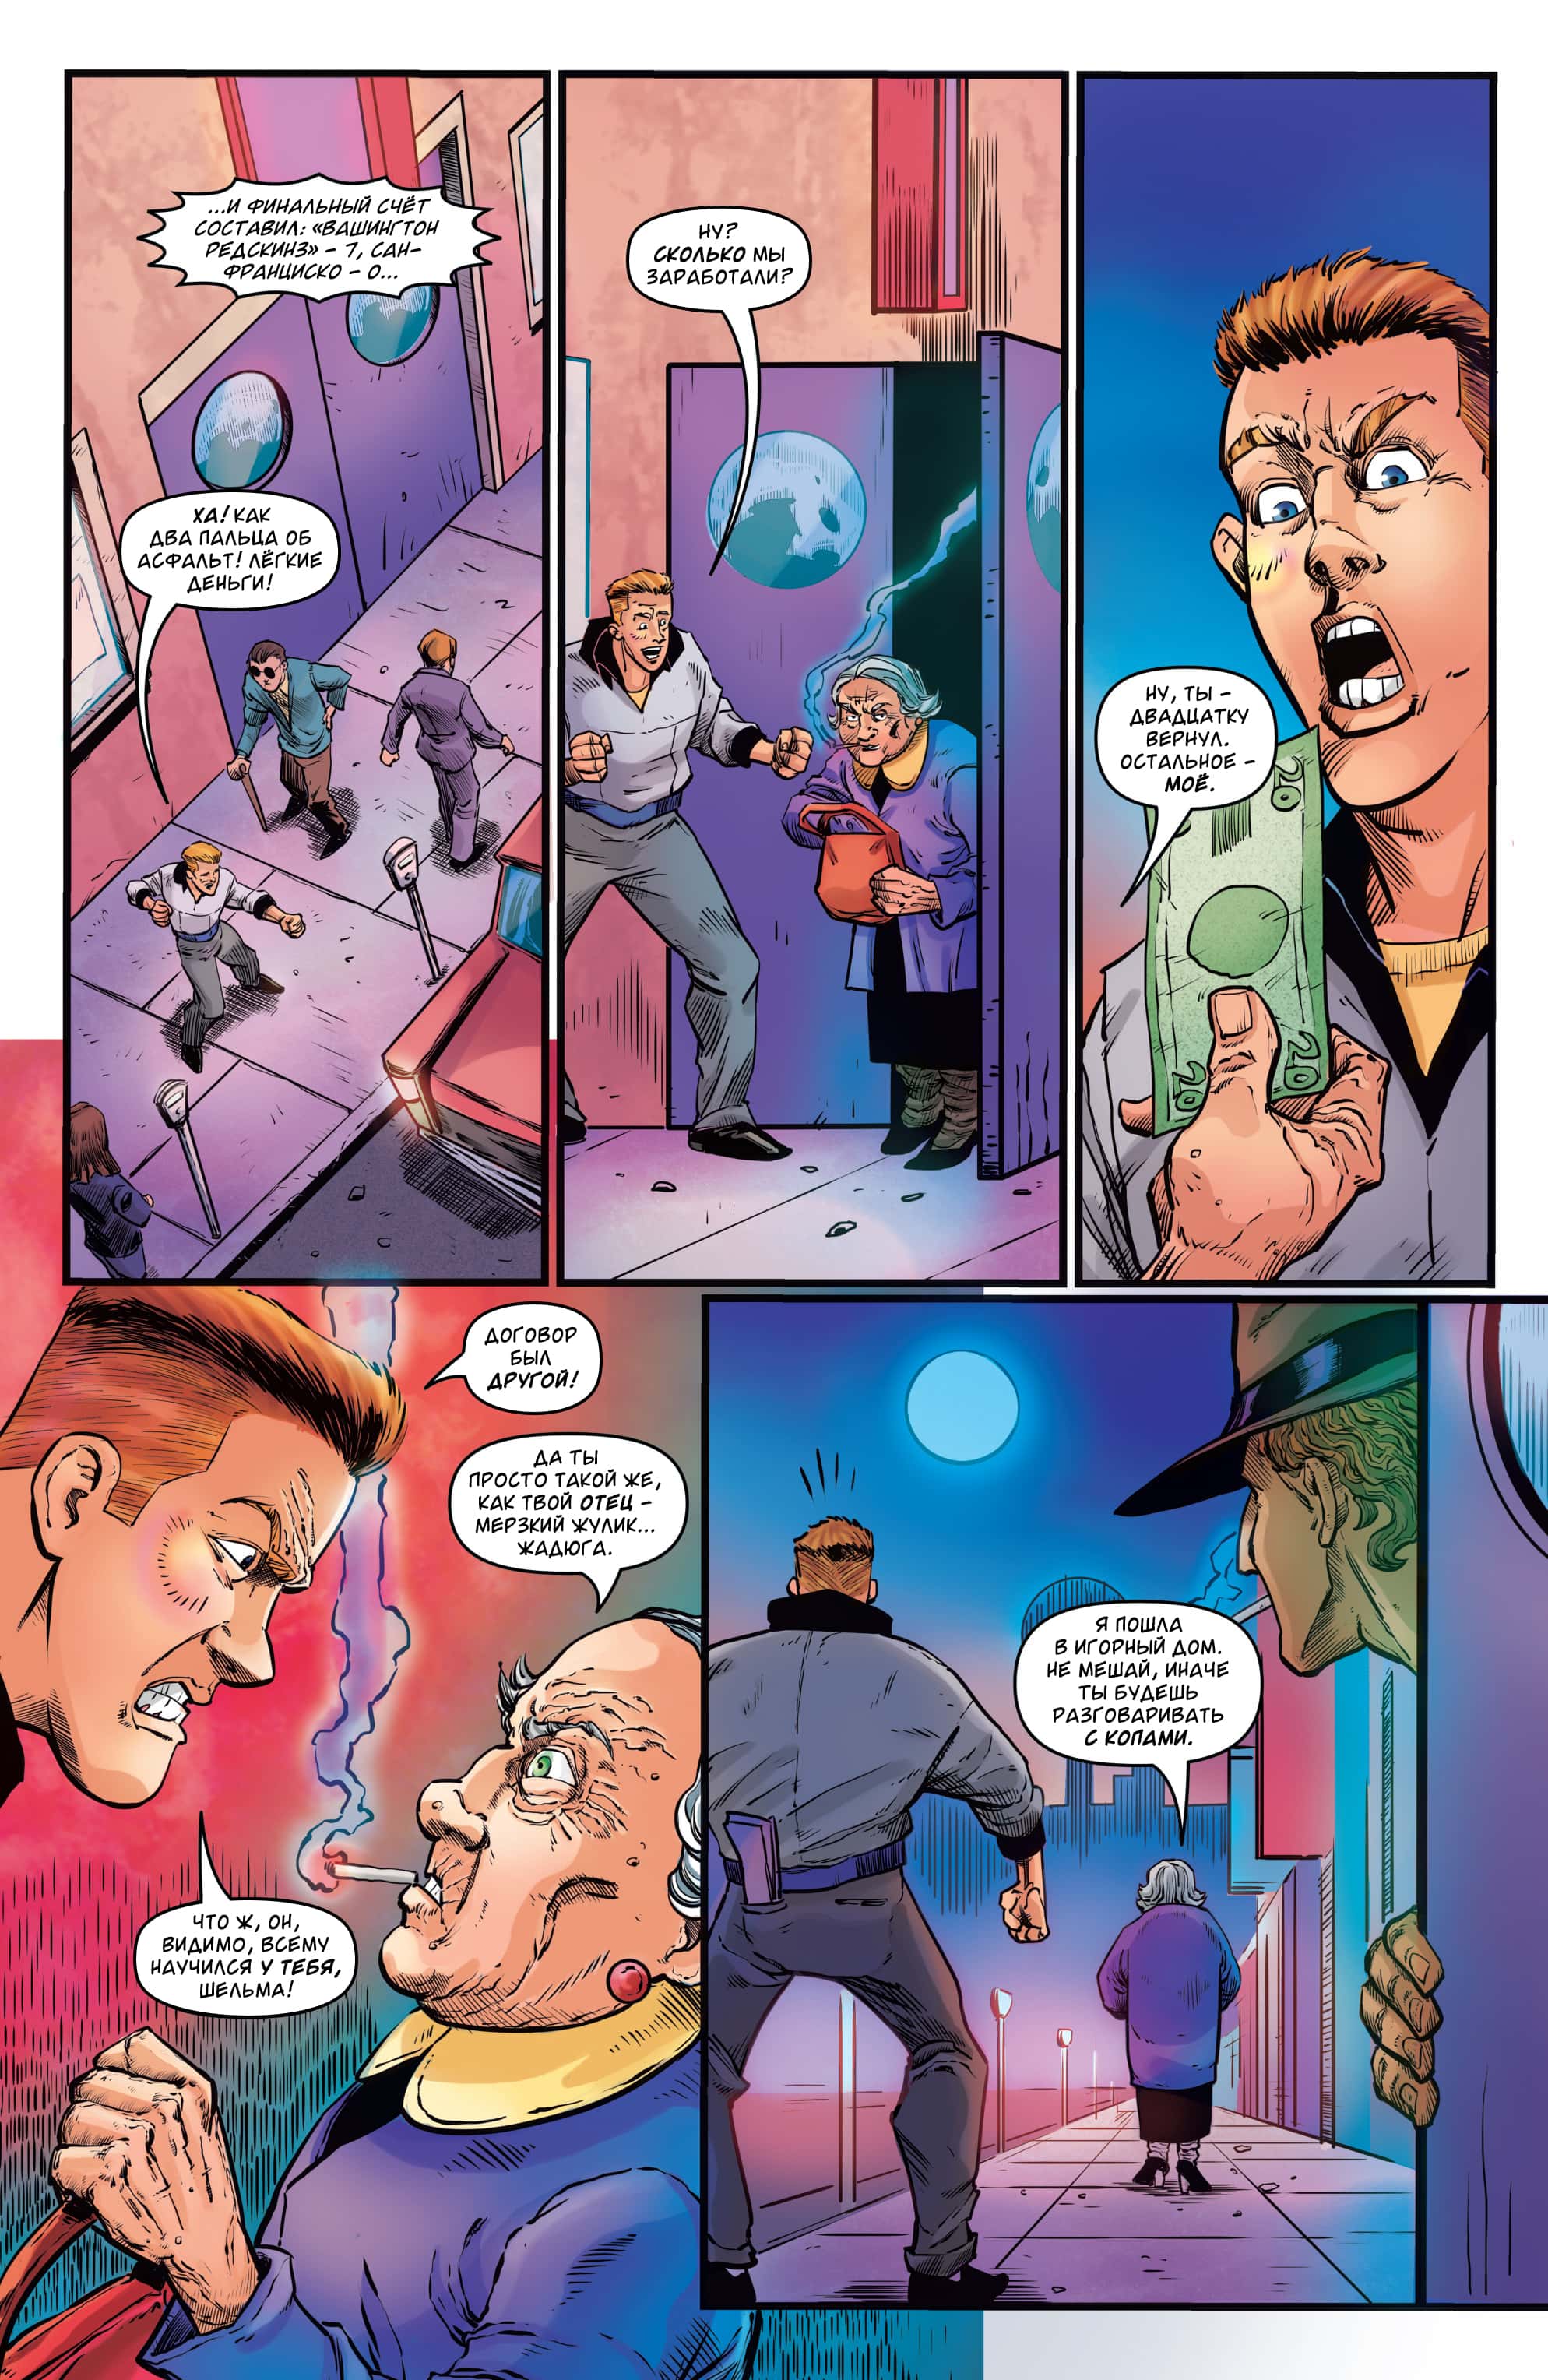 ...И ФИНАЛЬНЫЙ СЧЁТ
СОСТАВИЛ: «ВАШИНГТОН
РЕДСКИНЗ» – 7, САН-
ФРАНЦИСКО – 0...
ХА! КАК
ДВА ПАЛЬЦА ОБ
АСФАЛЬТ! ЛЁГКИЕ
ДЕНЬГИ!
НУ?
СКОЛЬКО МЫ
ЗАРАБОТАЛИ?
НУ, ТЫ –
ДВАДЦАТКУ
ВЕРНУЛ.
ОСТАЛЬНОЕ –
МОЁ.
20
20
20
ДОГОВОР
БЫЛ
ДРУГОЙ!
ДА ТЫ
ПРОСТО ТАКОЙ ЖЕ,
КАК ТВОЙ ОТЕЦ –
МЕРЗКИЙ ЖУЛИК...
ЖАДЮГА.
ЧТО Ж, ОН,
ВИДИМО, ВСЕМУ
НАУЧИЛСЯ У ТЕБЯ,
ШЕЛЬМА!
Я ПОШЛА
В ИГОРНЫЙ ДОМ.
НЕ МЕШАЙ, ИНАЧЕ
ТЫ БУДЕШЬ
РАЗГОВАРИВАТЬ
С КОПАМИ.